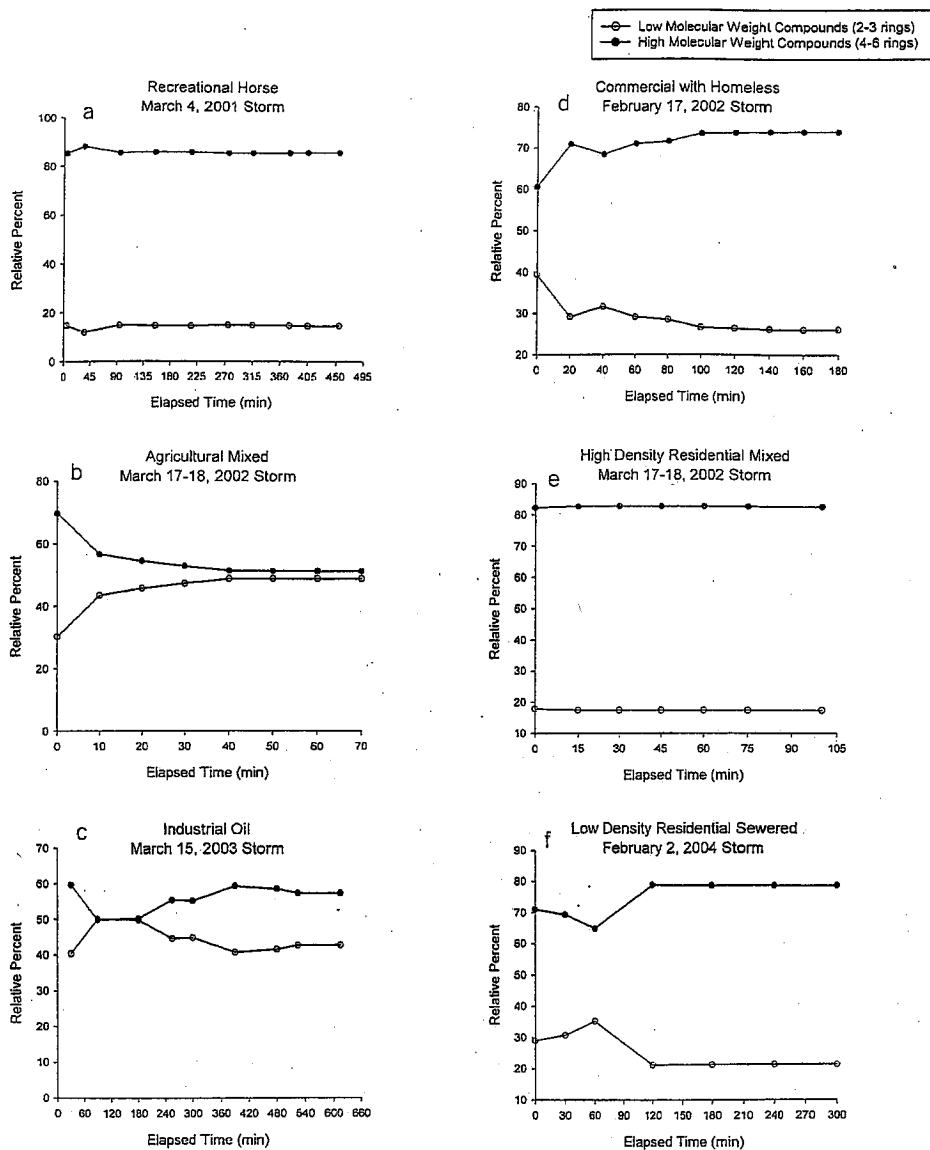 Low Molecular Weight Compounds (2-3 rings)
High Molecular Weight Compounds (4-6 rings)
a
Recreational Horse
March 4, 2001 Storm
100
80
60
40
20
0
Relative Percent
0 45 90 135 180 225 270 315 360 405 450 495
Elapsed Time (min)
d
Commercial with Homeless
February 17, 2002 Storm
80
70
60
50
40
30
20
Relative Percent
0 20 40 60 80 100 120 140 160 180
Elapsed Time (min)
b
Agricultural Mixed
March 17-18, 2002 Storm
80
60
40
20
0
Relative Percent
0 10 20 30 40 50 60 70
Elapsed Time (min)
e
High Density Residential Mixed
March 17-18, 2002 Storm
90
80
70
60
50
40
30
20
10
Relative Percent
0 15 30 45 60 75 90 105
Elapsed Time (min)
c
Industrial Oil
March 15, 2003 Storm
70
60
50
40
30
20
10
0
Relative Percent
0 60 120 180 240 300 360 420 480 540 600 660
Elapsed Time (min)
f
Low Density Residential Sewered
February 2, 2004 Storm
90
80
70
60
50
40
30
20
10
Relative Percent
0 30 60 90 120 150 180 210 240 270 300
Elapsed Time (min)